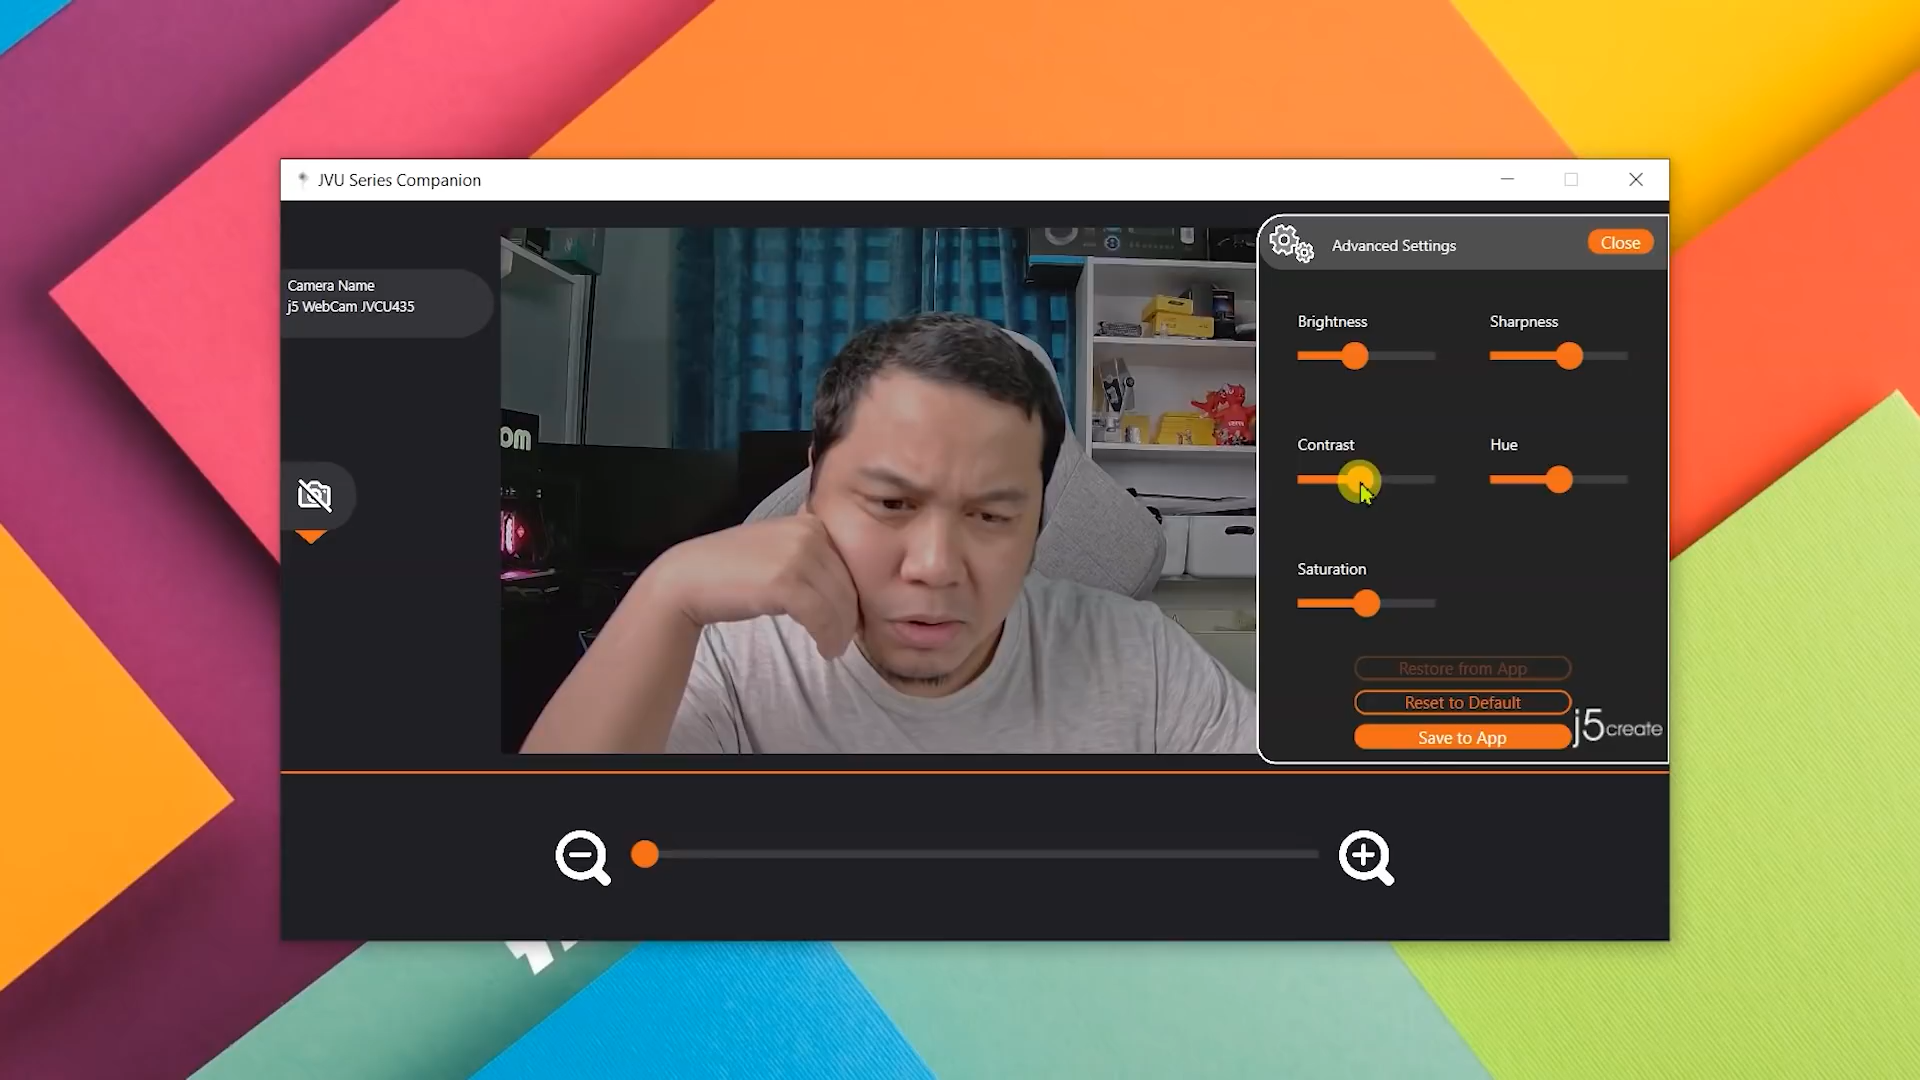 JVU Series Companion
Camera Name
j5 WebCam JVCU435
om
Advanced Settings
Close
Brightness
Sharpness
Contrast
Hue
Saturation
Restore from App
Reset to Default
Save to App
j5create